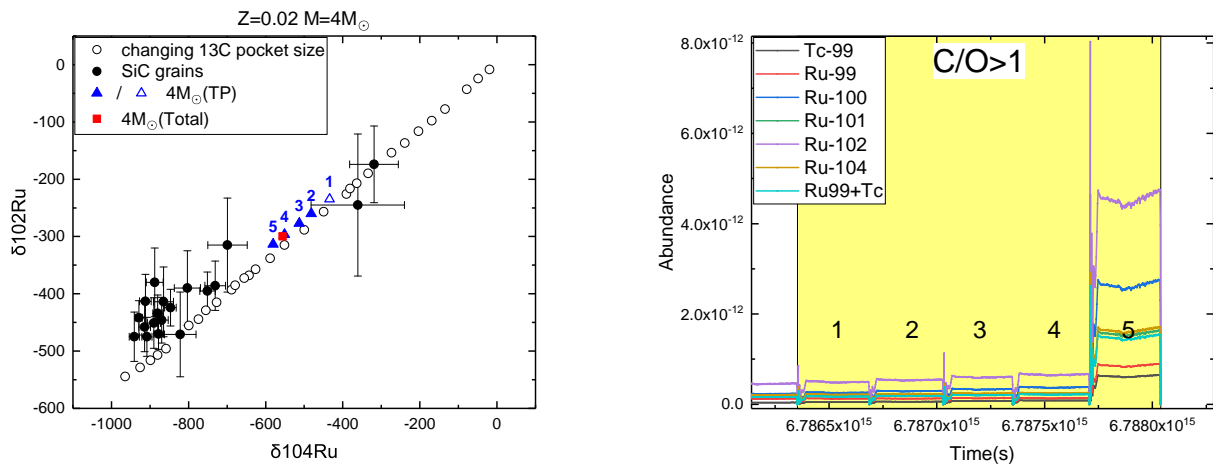 Z=0.02 M=4M☉
changing 13C pocket size
SiC grains
/ 4M☉(TP)
4M☉(Total)
0
-100
-200
-300
-400
-500
-600
δ102Ru
1
2
3
4
5
-1000 -800 -600 -400 -200 0
δ104Ru
C/O>1
Tc-99
Ru-99
Ru-100
Ru-101
Ru-102
Ru-104
Ru99+Tc
8.0x10⁻¹²
6.0x10⁻¹²
4.0x10⁻¹²
2.0x10⁻¹²
0.0
Abundance
1 2 3 4 5
6.7865x10¹⁵ 6.7870x10¹⁵ 6.7875x10¹⁵ 6.7880x10¹⁵
Time(s)